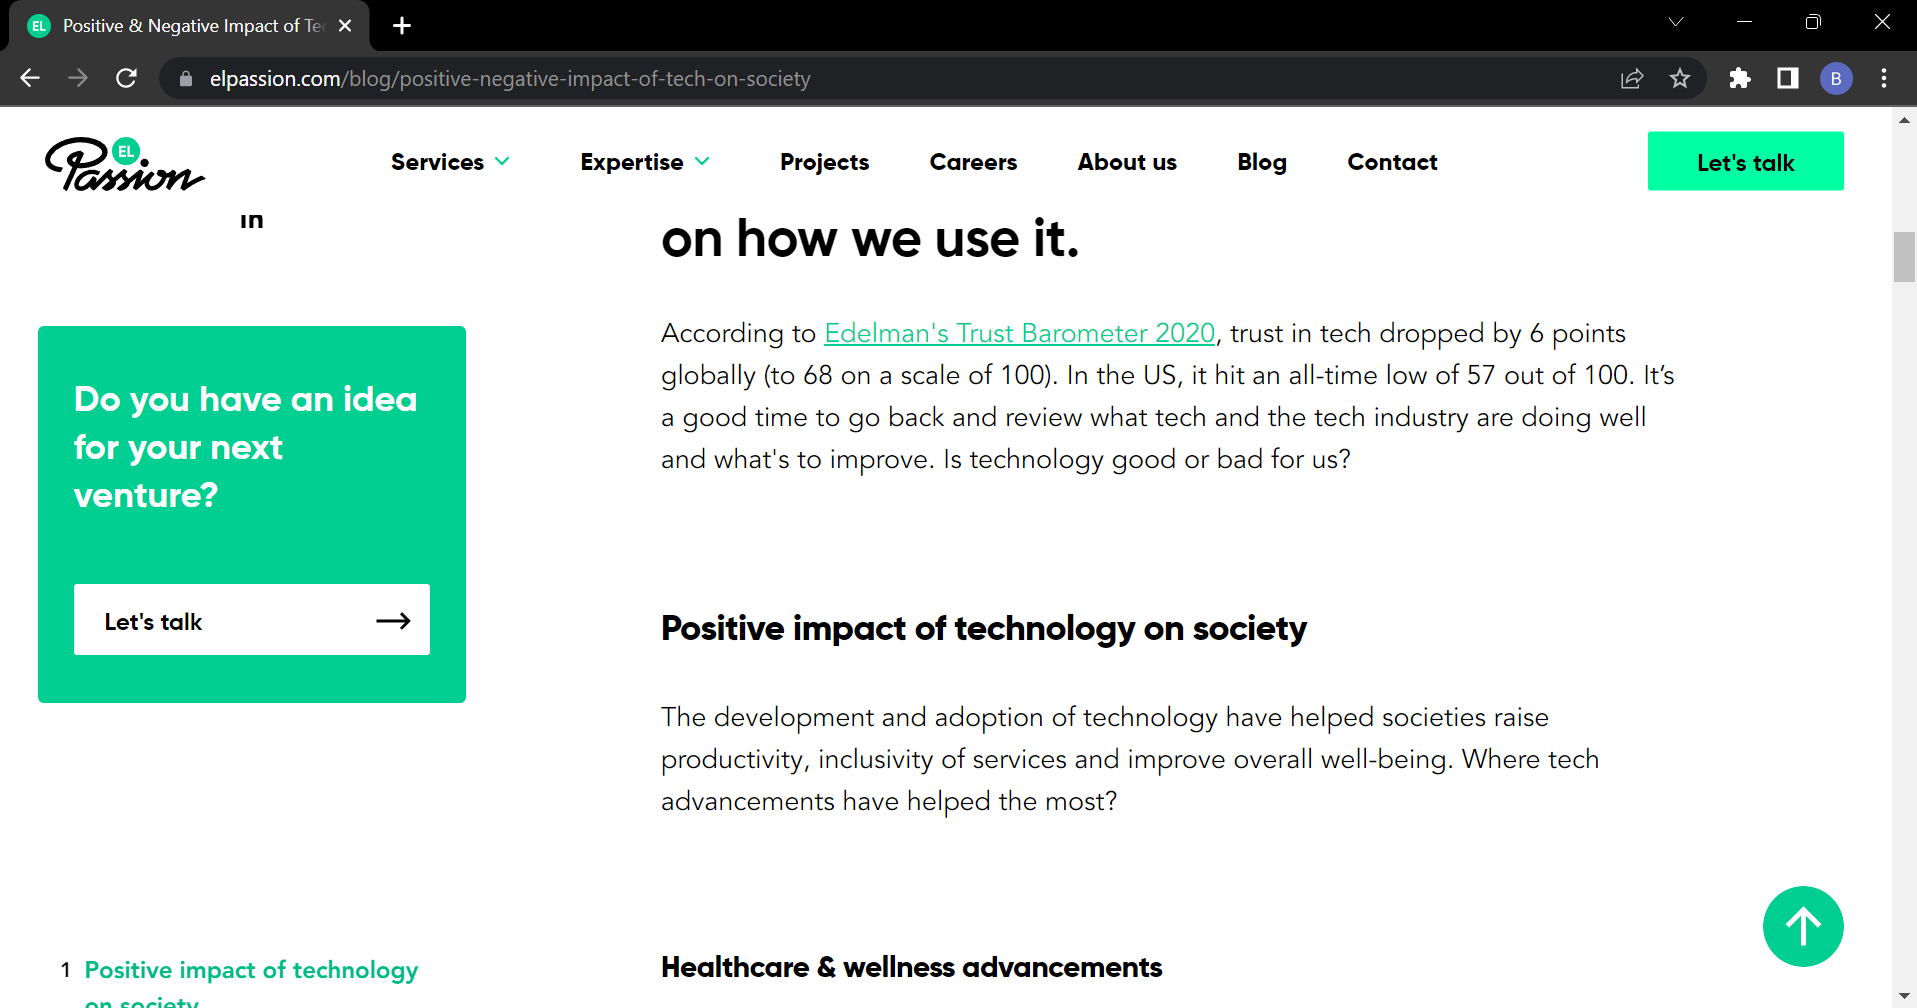 EL
Positive & Negative Impact of Te
elpassion.com/blog/positive-negative-impact-of-tech-on-society
B
EL
Passion
Services
Expertise
Projects
Careers
About us
Blog
Contact
Let's talk
in
Do you have an idea
for your next
venture?
Let's talk
1 Positive impact of technology
on society
on how we use it.
According to Edelman's Trust Barometer 2020, trust in tech dropped by 6 points
globally (to 68 on a scale of 100). In the US, it hit an all-time low of 57 out of 100. It’s
a good time to go back and review what tech and the tech industry are doing well
and what's to improve. Is technology good or bad for us?
Positive impact of technology on society
The development and adoption of technology have helped societies raise
productivity, inclusivity of services and improve overall well-being. Where tech
advancements have helped the most?
Healthcare & wellness advancements